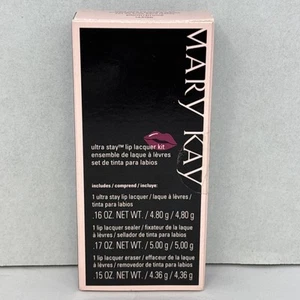 MARY KAY
ultra stay™ lip lacquer kit
ensemble de laque à lèvres
set de tinta para labios
includes / comprend / incluye:
1 ultra stay lip lacquer / laque à lèvres /
tinta para labios
.16 OZ. NET WT. / 4.80 g / 4,80 g
1 lip lacquer sealer / fixateur de la laque
à lèvres / sellador de tinta para labios
.17 OZ. NET WT. / 5.00 g / 5,00 g
1 lip lacquer eraser / effaceur de la laque
à lèvres / removedor de tinta para labios
.15 OZ. NET WT. / 4.36 g / 4,36 g